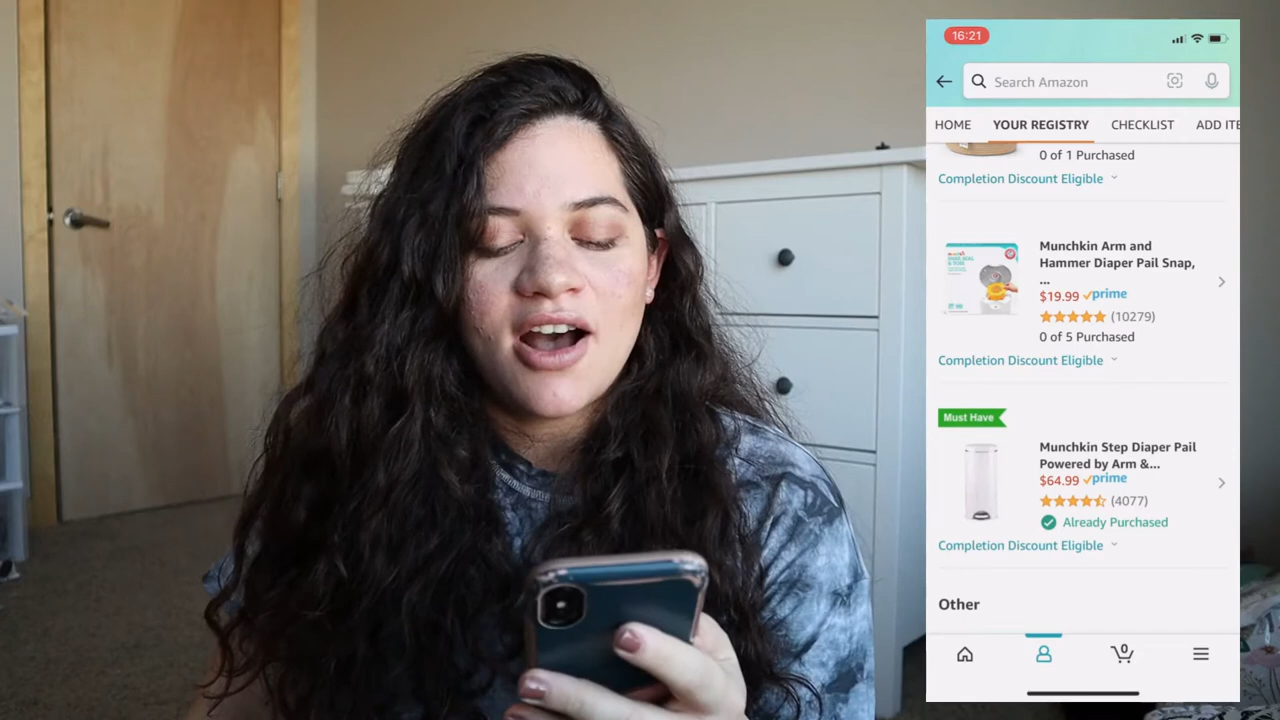 16:21
Search Amazon
HOME YOUR REGISTRY CHECKLIST ADD ITE
0 of 1 Purchased
Completion Discount Eligible
Munchkin Arm and
Hammer Diaper Pail Snap,
...
$19.99 prime
(10279)
0 of 5 Purchased
Completion Discount Eligible
Must Have
Munchkin Step Diaper Pail
Powered by Arm &...
$64.99 prime
(4077)
Already Purchased
Completion Discount Eligible
Other
0